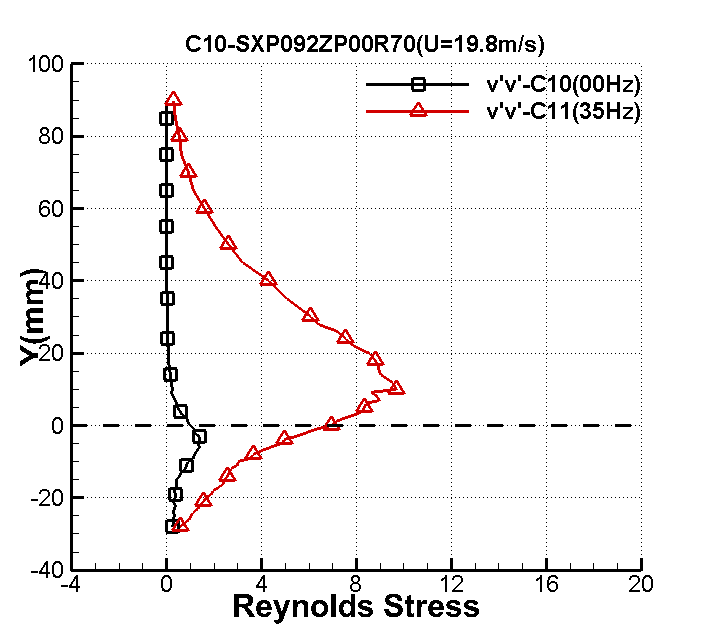 C10-SXP092ZP00R70(U=19.8m/s)
v'v'-C10(00Hz)
v'v'-C11(35Hz)
100
80
60
40
20
0
-20
-40
Y(mm)
-4 0 4 8 12 16 20
Reynolds Stress